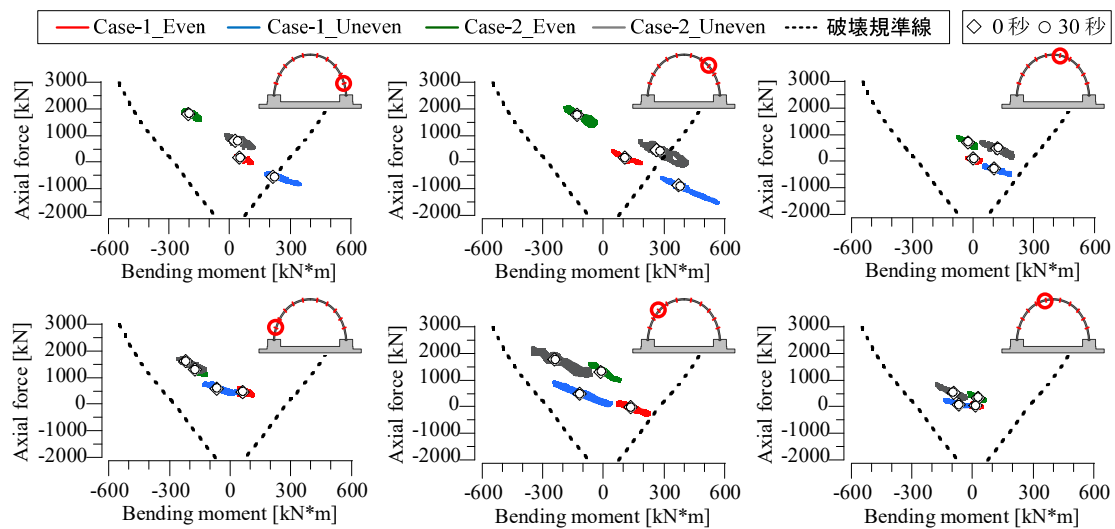 Case-1_Even Case-1_Uneven Case-2_Even Case-2_Uneven 破壊規準線 0 秒 30 秒
3000
2000
1000
0
-1000
-2000
Axial force [kN]
-600 -300 0 300 600
Bending moment [kN*m]
3000
2000
1000
0
-1000
-2000
Axial force [kN]
-600 -300 0 300 600
Bending moment [kN*m]
3000
2000
1000
0
-1000
-2000
Axial force [kN]
-600 -300 0 300 600
Bending moment [kN*m]
3000
2000
1000
0
-1000
-2000
Axial force [kN]
-600 -300 0 300 600
Bending moment [kN*m]
3000
2000
1000
0
-1000
-2000
Axial force [kN]
-600 -300 0 300 600
Bending moment [kN*m]
3000
2000
1000
0
-1000
-2000
Axial force [kN]
-600 -300 0 300 600
Bending moment [kN*m]